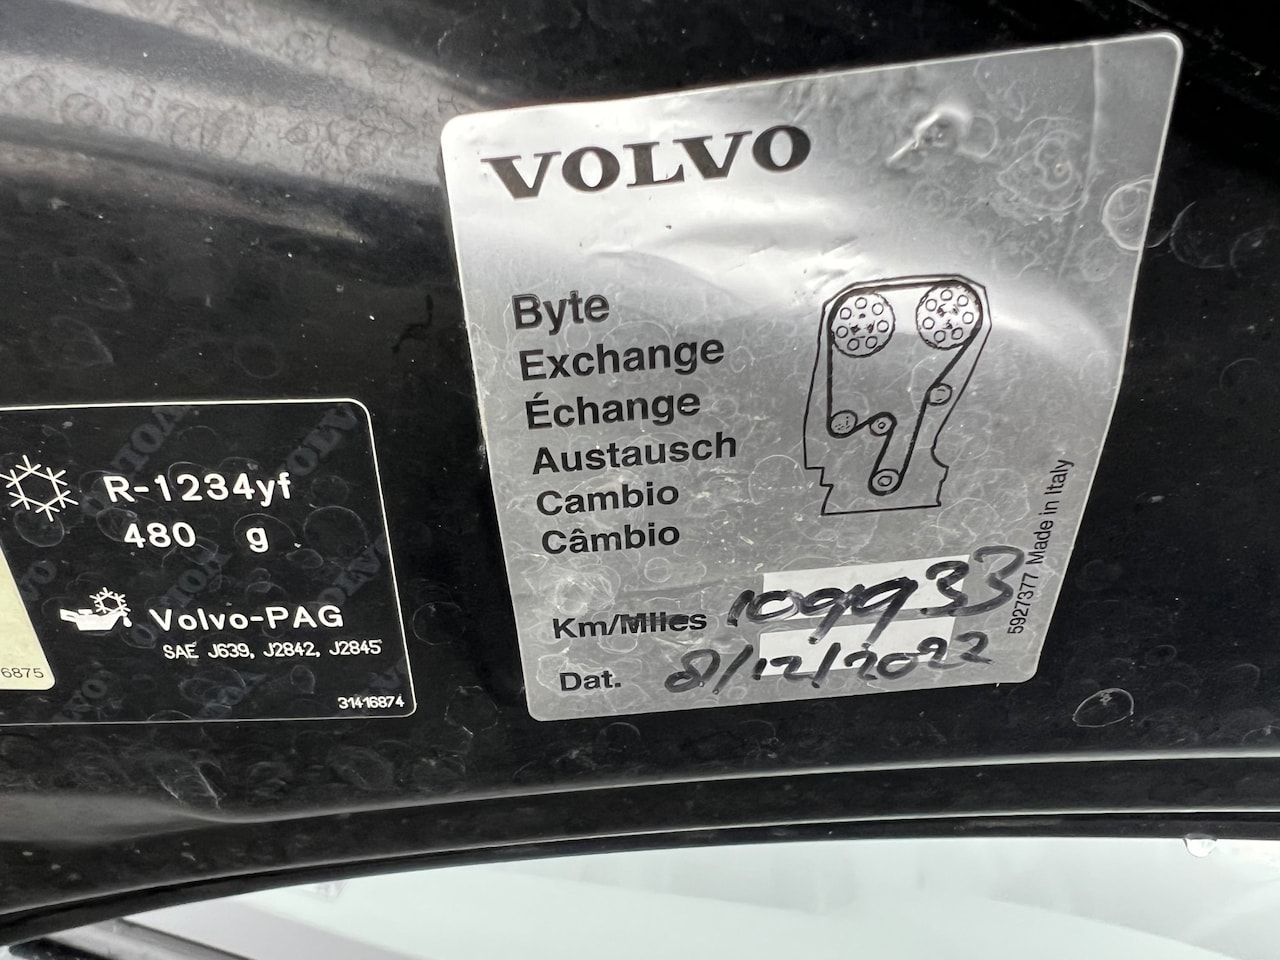 VOLVO
Byte
Exchange
Échange
Austausch
Cambio
Câmbio
Km/Miles 109933
Dat. 8/12/2022
5927377 Made in Italy
R-1234yf
480 g
Volvo-PAG
SAE J639, J2842, J2845
31416874
6875